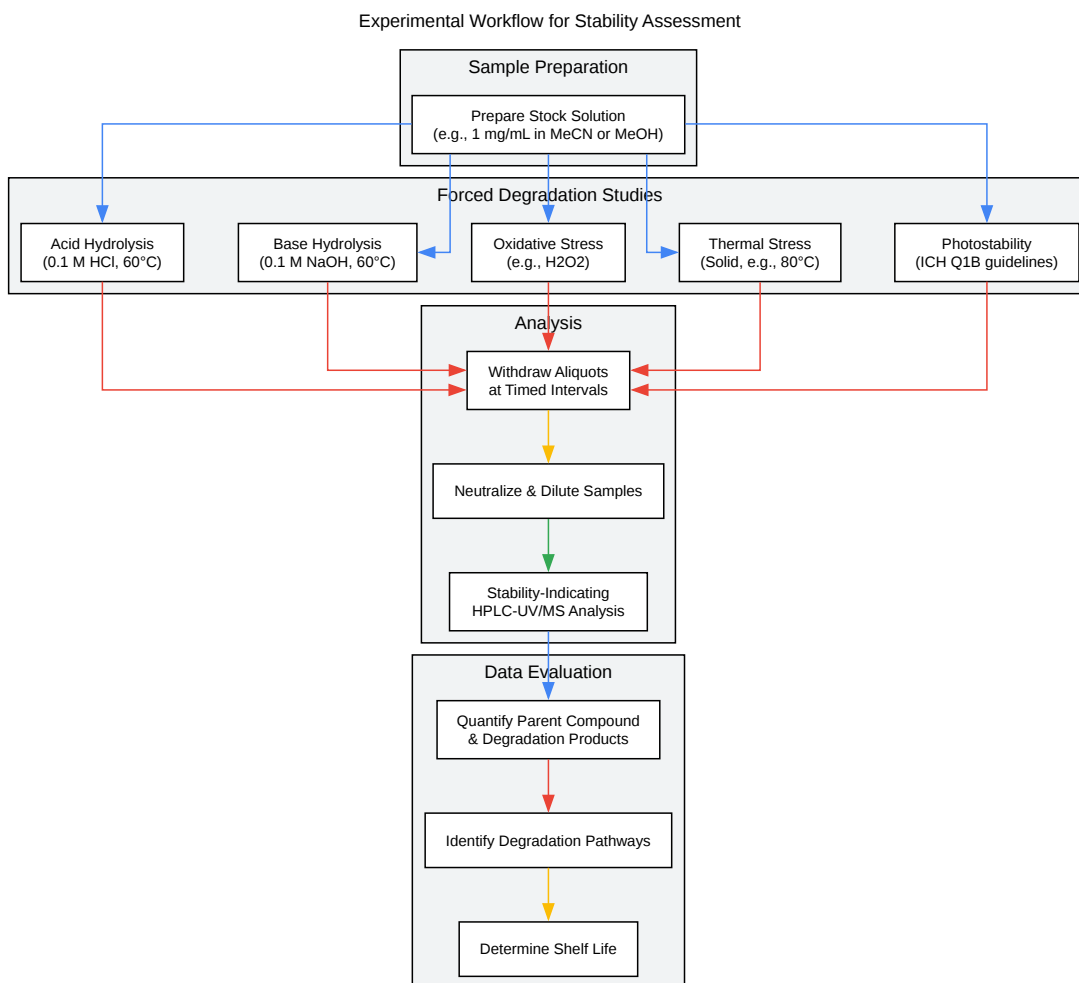 Experimental Workflow for Stability Assessment
Sample Preparation
Prepare Stock Solution
(e.g., 1 mg/mL in MeCN or MeOH)
Forced Degradation Studies
Acid Hydrolysis
(0.1 M HCl, 60°C)
Base Hydrolysis
(0.1 M NaOH, 60°C)
Oxidative Stress
(e.g., H2O2)
Thermal Stress
(Solid, e.g., 80°C)
Photostability
(ICH Q1B guidelines)
Analysis
Withdraw Aliquots
at Timed Intervals
Neutralize & Dilute Samples
Stability-Indicating
HPLC-UV/MS Analysis
Data Evaluation
Quantify Parent Compound
& Degradation Products
Identify Degradation Pathways
Determine Shelf Life